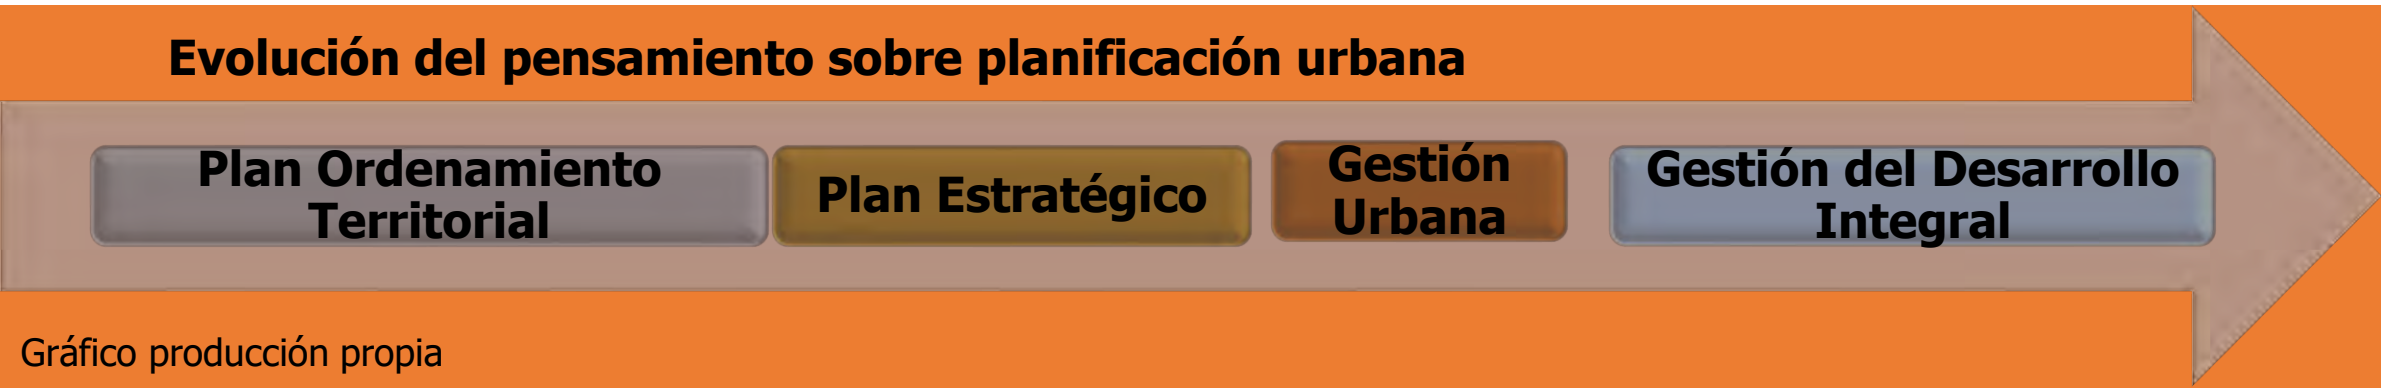 Evolución del pensamiento sobre planificación urbana
Plan Ordenamiento
Territorial
Plan Estratégico
Gestión
Urbana
Gestión del Desarrollo
Integral
Gráfico producción propia